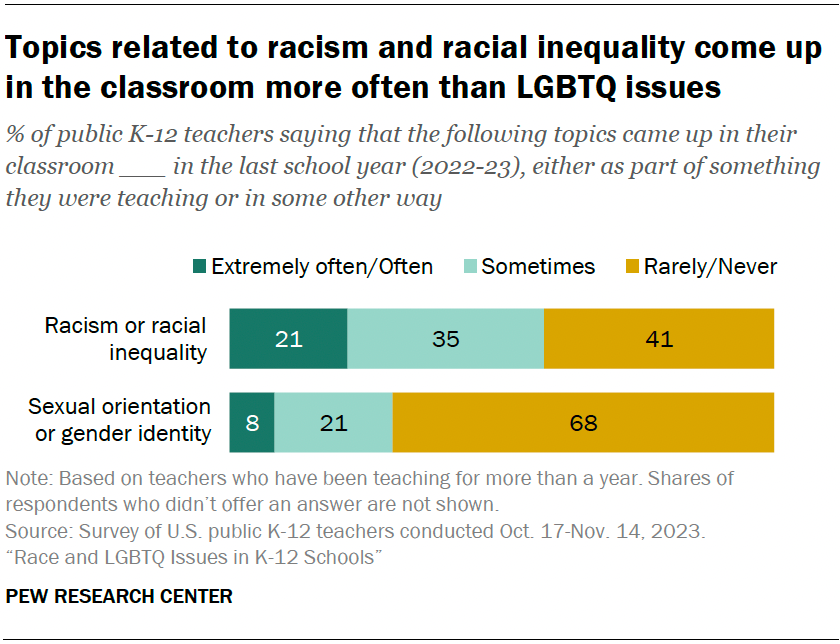 Topics related to racism and racial inequality come up
in the classroom more often than LGBTQ issues
% of public K-12 teachers saying that the following topics came up in their
classroom ___ in the last school year (2022-23), either as part of something
they were teaching or in some other way
Extremely often/Often Sometimes Rarely/Never
Racism or racial
inequality
21 35 41
Sexual orientation
or gender identity
8 21 68
Note: Based on teachers who have been teaching for more than a year. Shares of
respondents who didn’t offer an answer are not shown.
Source: Survey of U.S. public K-12 teachers conducted Oct. 17-Nov. 14, 2023.
“Race and LGBTQ Issues in K-12 Schools”
PEW RESEARCH CENTER